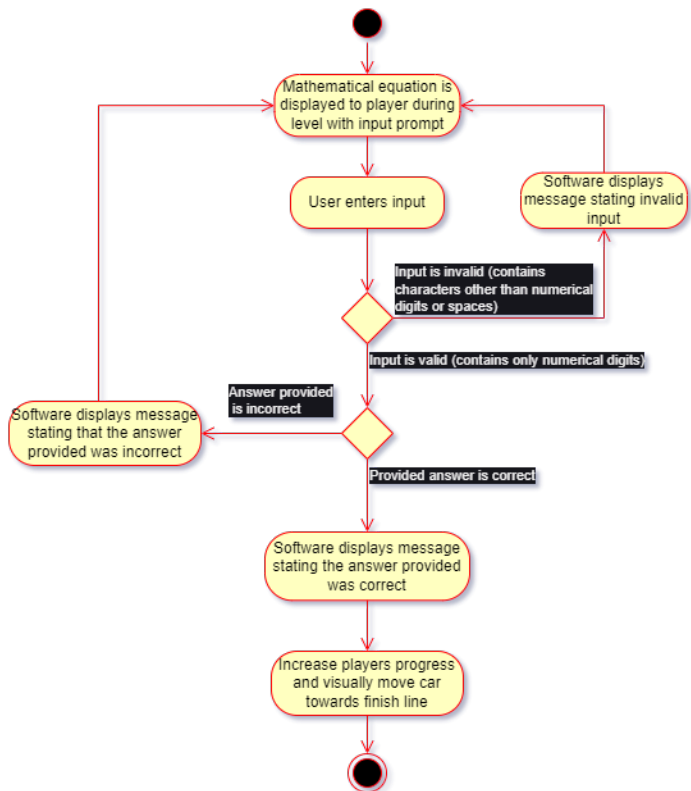 Mathematical equation is
displayed to player during
level with input prompt
User enters input
Software displays
message stating invalid
input
Input is invalid (contains
characters other than numerical
digits or spaces)
Input is valid (contains only numerical digits)
Answer provided
is incorrect
Software displays message
stating that the answer
provided was incorrect
Provided answer is correct
Software displays message
stating the answer provided
was correct
Increase players progress
and visually move car
towards finish line